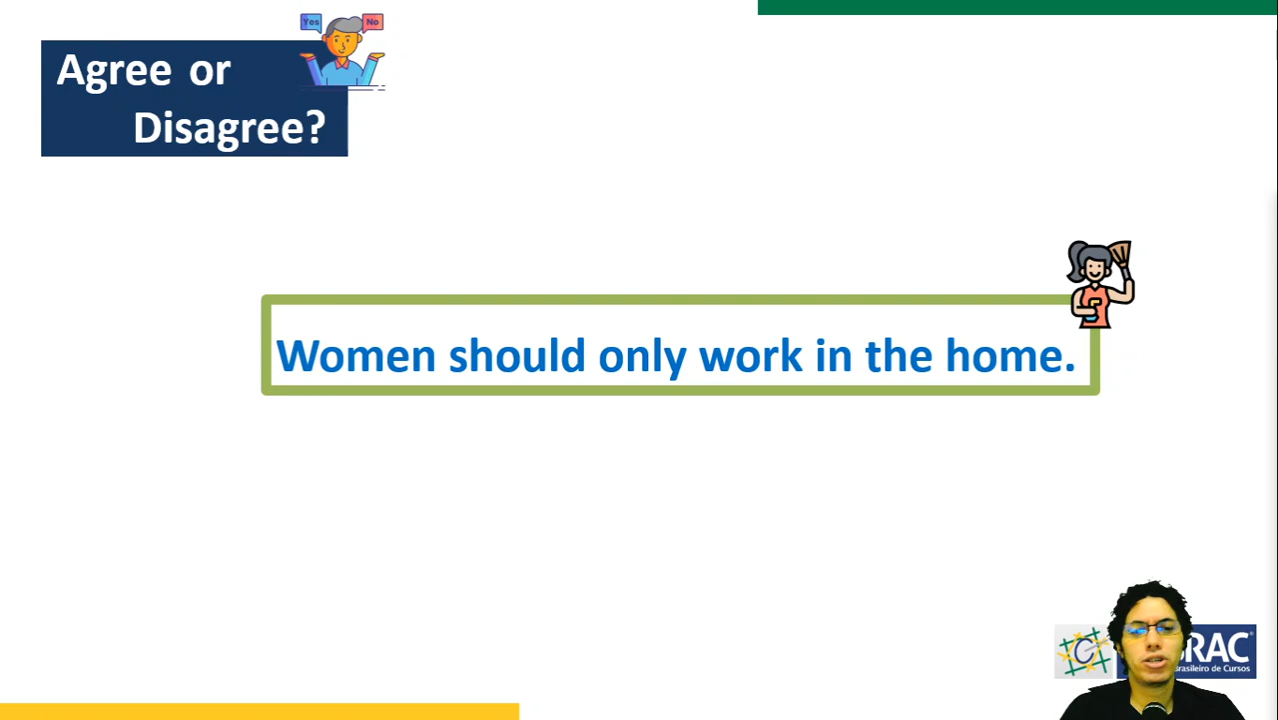 Yes
No
Agree or
Disagree?
Women should only work in the home.
C
RAC
Brasileiro de Cursos